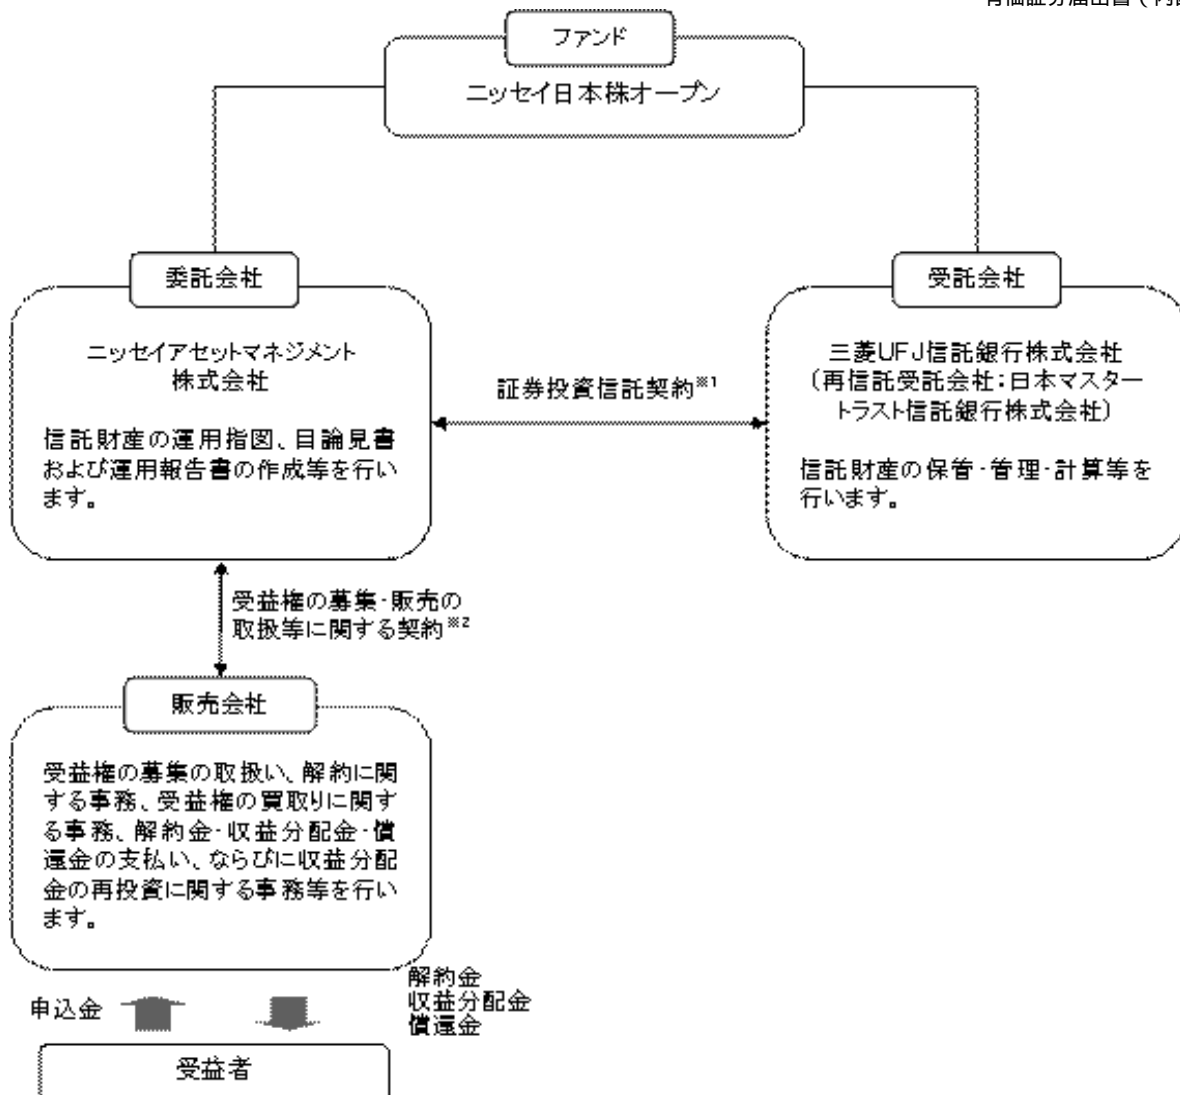 有価証券届出書（内
ファンド
ニッセイ日本株オープン
委託会社
ニッセイアセットマネジメント
株式会社
信託財産の運用指図、目論見書
および運用報告書の作成等を行い
ます。
証券投資信託契約※1
受託会社
三菱UFJ信託銀行株式会社
（再信託受託会社：日本マスター
トラスト信託銀行株式会社）
信託財産の保管・管理・計算等を
行います。
受益権の募集・販売の
取扱等に関する契約※2
販売会社
受益権の募集の取扱い、解約に関
する事務、受益権の買取りに関す
る事務、解約金・収益分配金・償
還金の支払い、ならびに収益分配
金の再投資に関する事務等を行い
ます。
申込金
解約金
収益分配金
償還金
受益者